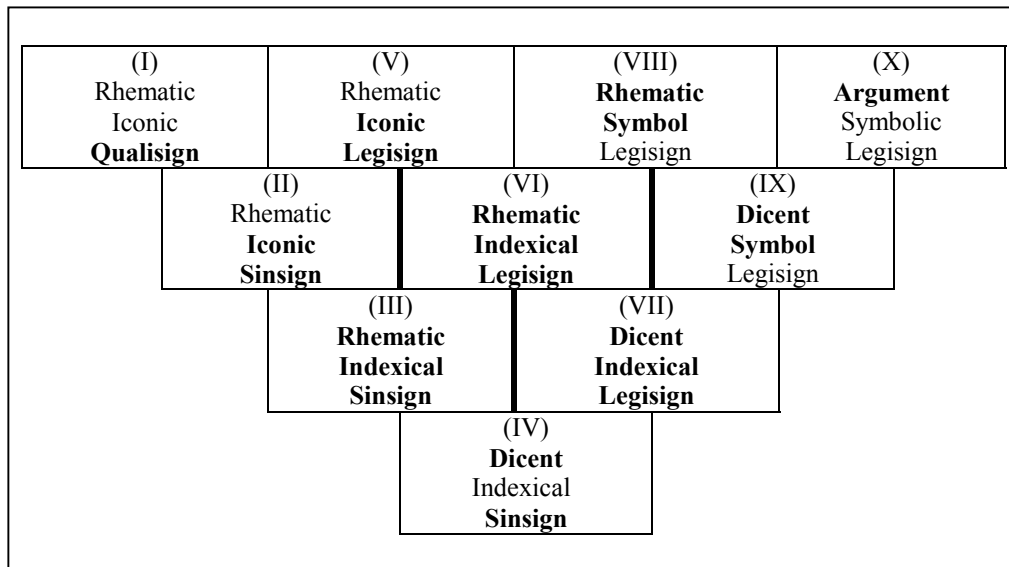 (I)
Rhematic
Iconic
Qualisign
(V)
Rhematic
Iconic
Legisign
(VIII)
Rhematic
Symbol
Legisign
(X)
Argument
Symbolic
Legisign
(II)
Rhematic
Iconic
Sinsign
(VI)
Rhematic
Indexical
Legisign
(IX)
Dicent
Symbol
Legisign
(III)
Rhematic
Indexical
Sinsign
(VII)
Dicent
Indexical
Legisign
(IV)
Dicent
Indexical
Sinsign